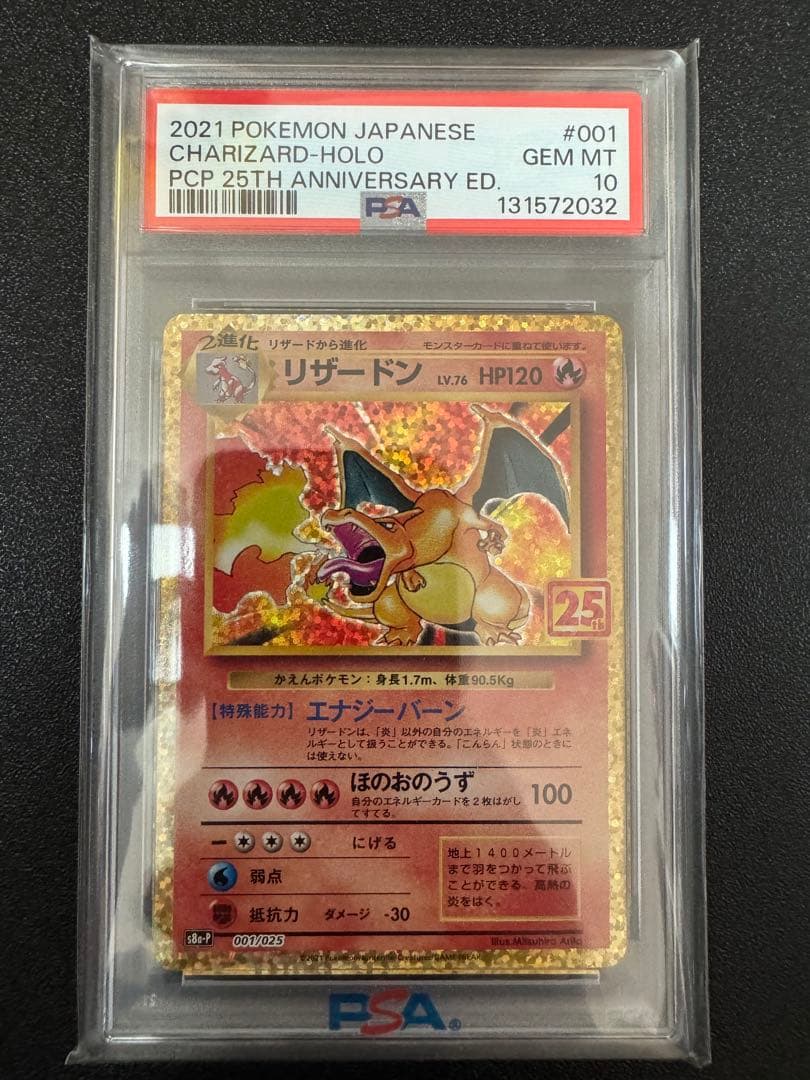 2021 POKEMON JAPANESE #001
CHARIZARD-HOLO GEM MT
PCP 25TH ANNIVERSARY ED. 10
PSA 131572032
2進化 リザードから進化 モンスターカードに重ねて使います。
リザードン LV.76 HP120
25th
かえんポケモン：身長1.7m、体重90.5Kg
【特殊能力】 エナジーバーン
リザードンは、「炎」以外の自分のエネルギーを「炎」エネ
ルギーとして扱うことができる。「こんらん」状態のときに
は使えない。
ほのおのうず 100
自分のエネルギーカードを2枚はがし
てすてる。
にげる
弱点
抵抗力 ダメージ -30
地上１４００メートル
まで羽をつかって飛ぶ
ことができる。高熱の
炎をはく。
s8a-P 001/025
Illus.Mitsuhiro Arita
©2021 Pokémon/Nintendo/Creatures/GAME FREAK
PSA®